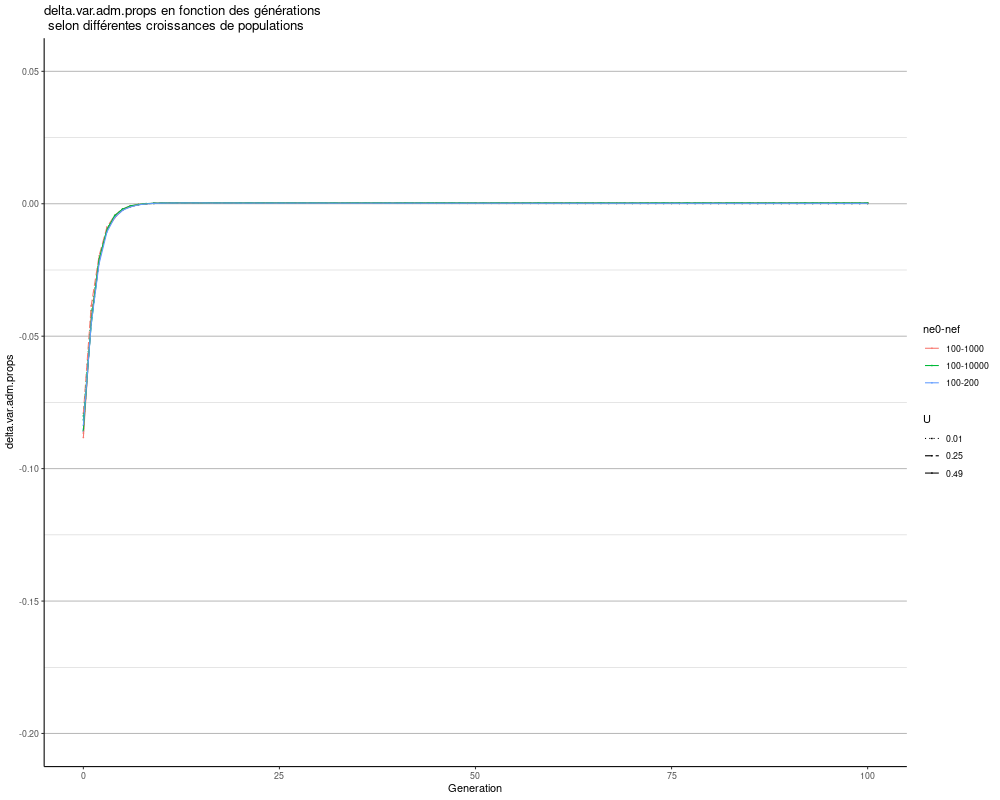 delta.var.adm.props en fonction des générations
selon différentes croissances de populations
0.05
0.00
-0.05
-0.10
-0.15
-0.20
delta.var.adm.props
0
25
50
75
100
Generation
ne0-nef
100-1000
100-10000
100-200
U
0.01
0.25
0.49